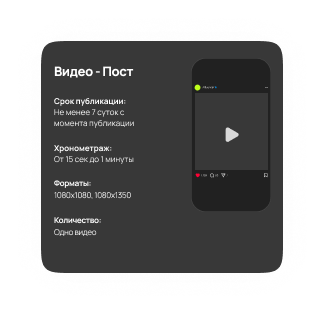 Видео - Пост
Срок публикации:
Не менее 7 суток с
момента публикации
Хронометраж:
От 15 сек до 1 минуты
Форматы:
1080x1080, 1080x1350
Количество:
Одно видео